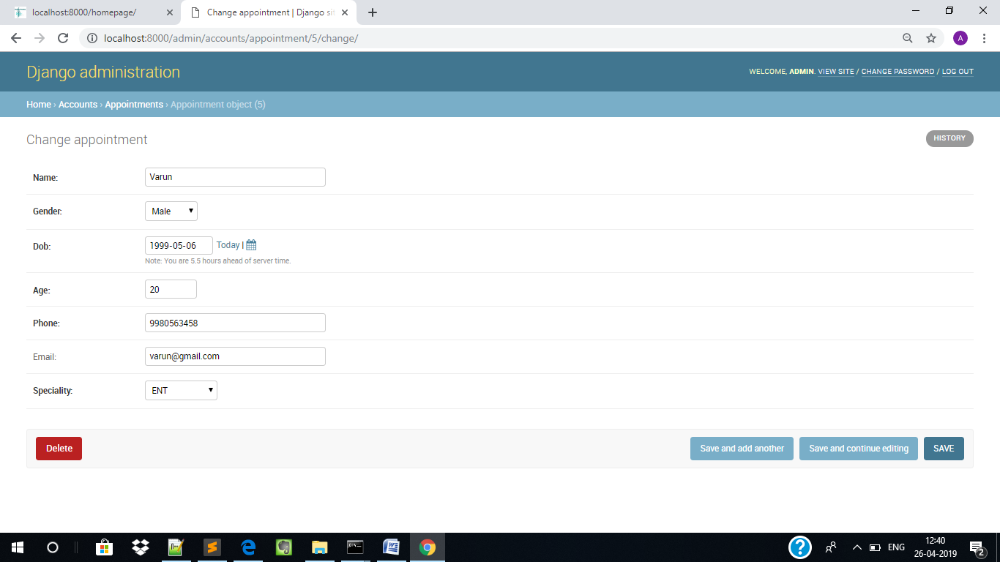 localhost:8000/homepage/
Change appointment | Django sit
localhost:8000/admin/accounts/appointment/5/change/
A
Django administration
WELCOME, ADMIN. VIEW SITE / CHANGE PASSWORD / LOG OUT
Home › Accounts › Appointments › Appointment object (5)
Change appointment
HISTORY
Name: Varun
Gender: Male
Dob: 1999-05-06 Today |
Note: You are 5.5 hours ahead of server time.
Age: 20
Phone: 9980563458
Email: varun@gmail.com
Speciality: ENT
Delete Save and add another Save and continue editing SAVE
ENG
12:40
26-04-2019
2